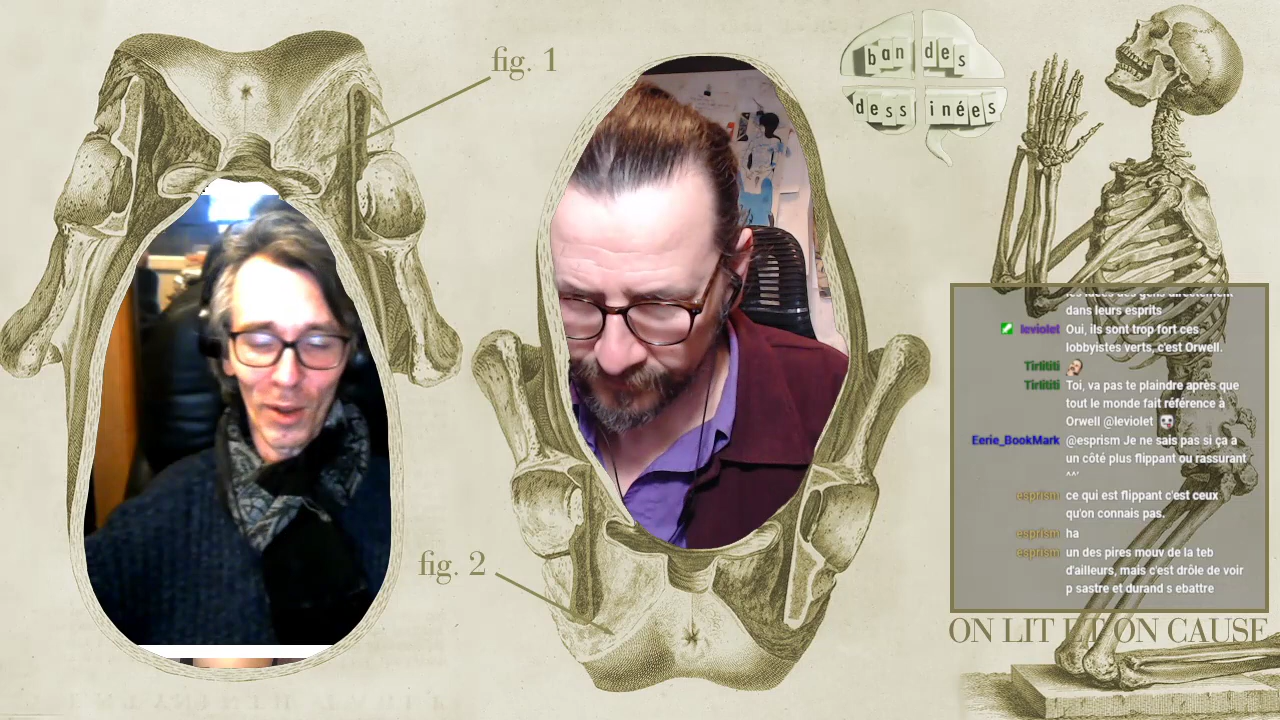 fig. 1
bandes
dessinées
les idées des gens directement
dans leurs esprits
leviolet Oui, ils sont trop fort ces
lobbyistes verts, c'est Orwell.
Tirlititi
Tirlititi Toi, va pas te plaindre après que
tout le monde fait référence à
Orwell @leviolet
Eerie_BookMark @esprism Je ne sais pas si ça a
un côté plus flippant ou rassurant
^^'
esprism ce qui est flippant c'est ceux
qu'on connais pas.
esprism ha
esprism un des pires mouv de la teb
d'ailleurs, mais c'est drôle de voir
p sastre et durand s ebattre
fig. 2
ON LIT ET ON CAUSE